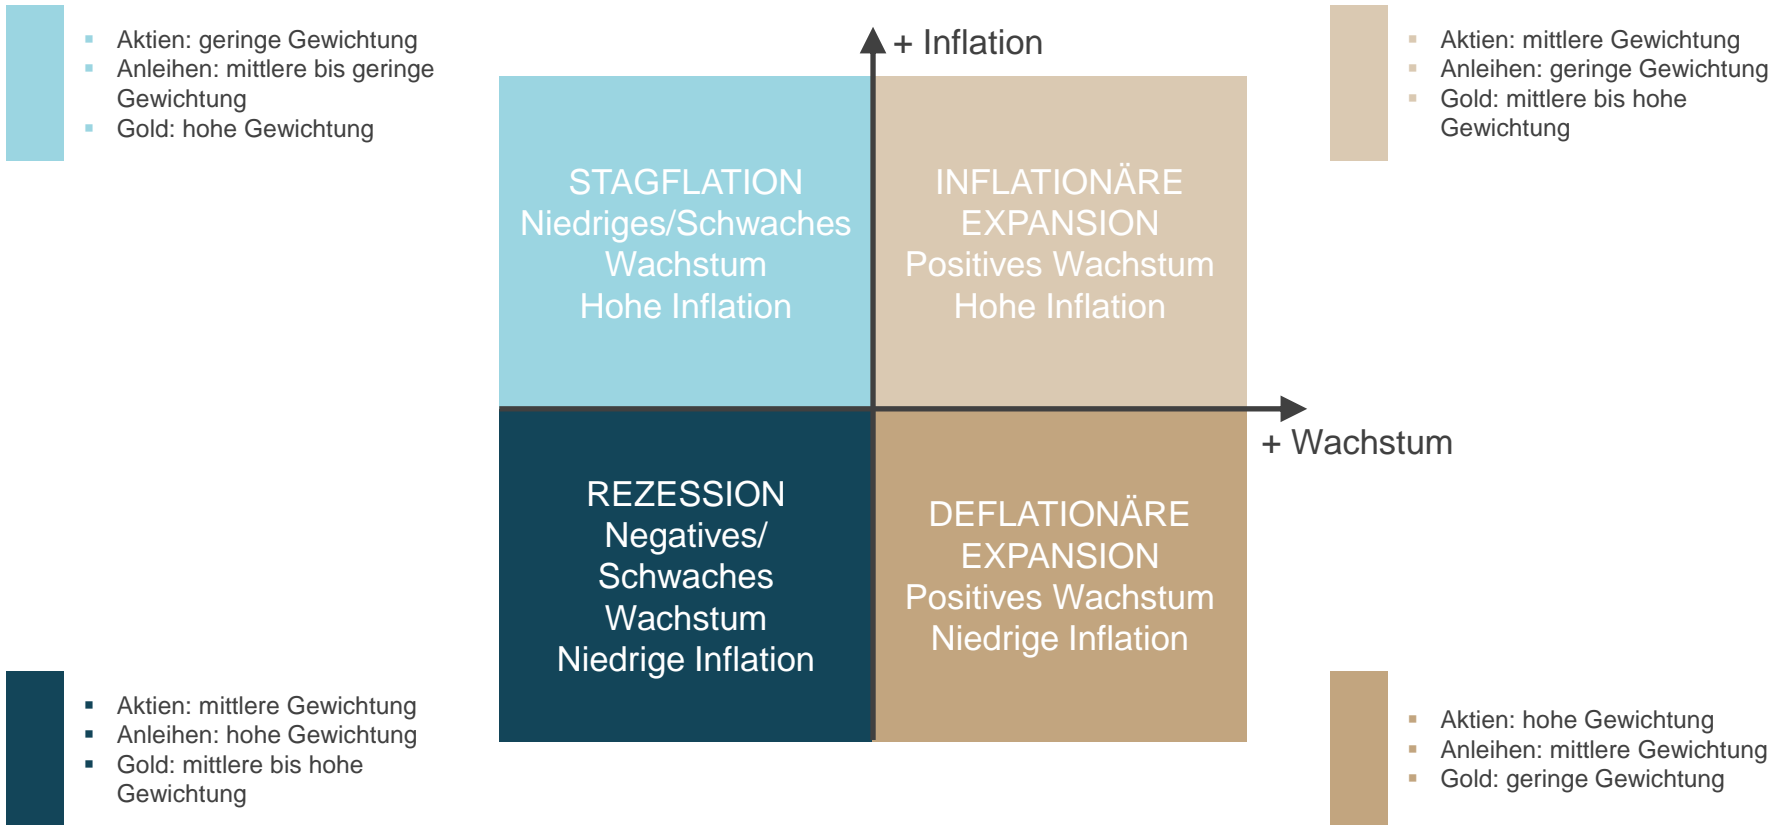 Aktien: geringe Gewichtung
Anleihen: mittlere bis geringe
Gewichtung
Gold: hohe Gewichtung
+ Inflation
Aktien: mittlere Gewichtung
Anleihen: geringe Gewichtung
Gold: mittlere bis hohe
Gewichtung
STAGFLATION
Niedriges/Schwaches
Wachstum
Hohe Inflation
INFLATIONÄRE
EXPANSION
Positives Wachstum
Hohe Inflation
+ Wachstum
REZESSION
Negatives/
Schwaches
Wachstum
Niedrige Inflation
DEFLATIONÄRE
EXPANSION
Positives Wachstum
Niedrige Inflation
Aktien: mittlere Gewichtung
Anleihen: hohe Gewichtung
Gold: mittlere bis hohe
Gewichtung
Aktien: hohe Gewichtung
Anleihen: mittlere Gewichtung
Gold: geringe Gewichtung